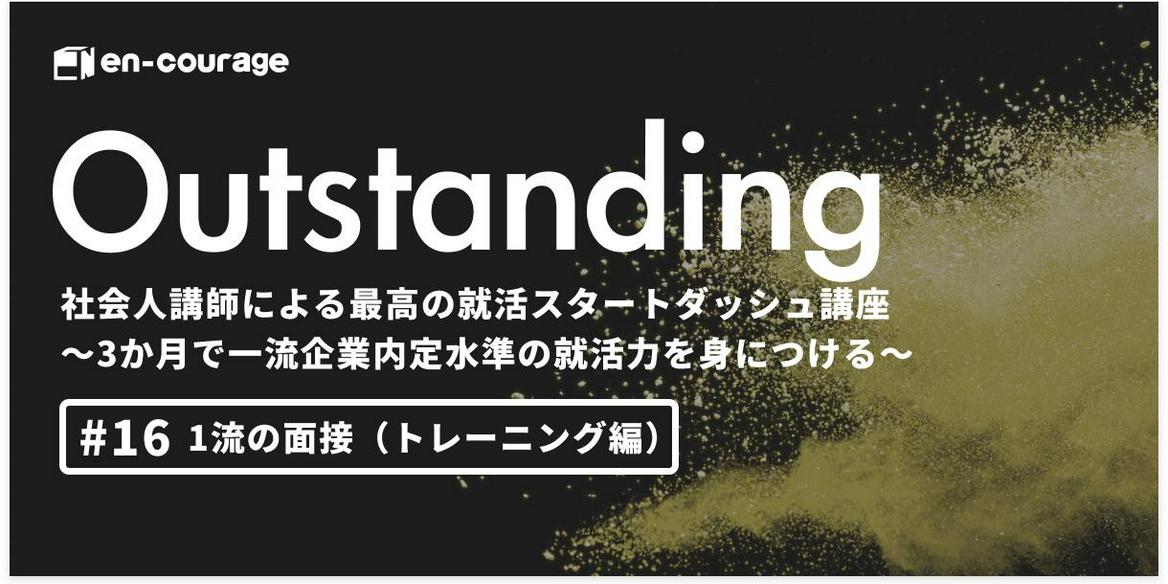 en-courage
Outstanding
社会人講師による最高の就活スタートダッシュ講座
〜3か月で一流企業内定水準の就活力を身につける〜
#16 1流の面接（トレーニング編）